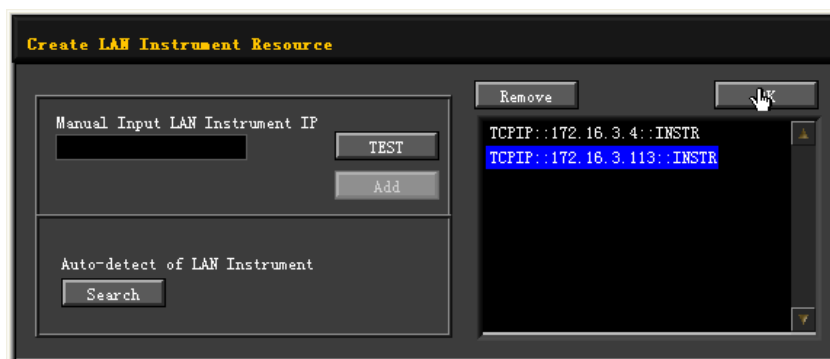 Create LAN Instrument Resource
Manual Input LAN Instrument IP
TEST
Add
Auto-detect of LAN Instrument
Search
Remove
TCPIP::172.16.3.4::INSTR
TCPIP::172.16.3.113::INSTR